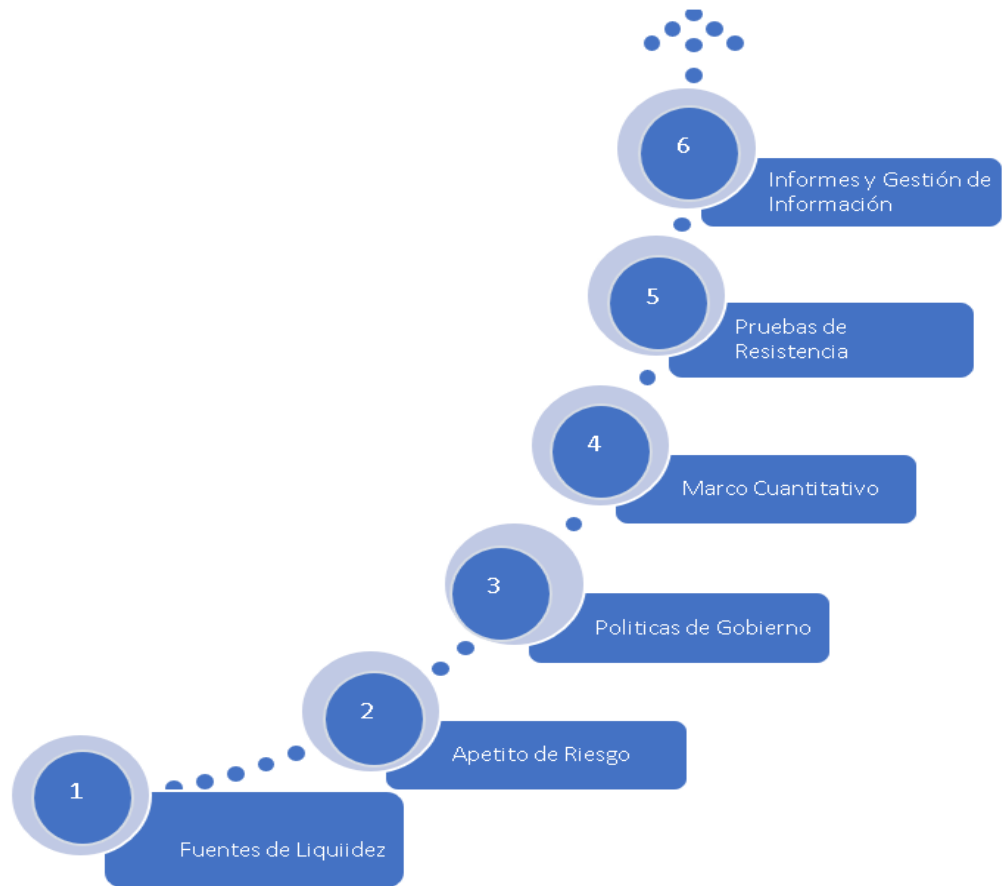 6
Informes y Gestión de
Información
5
Pruebas de
Resistencia
4
Marco Cuantitativo
3
Politicas de Gobierno
2
Apetito de Riesgo
1
Fuentes de Liquiidez